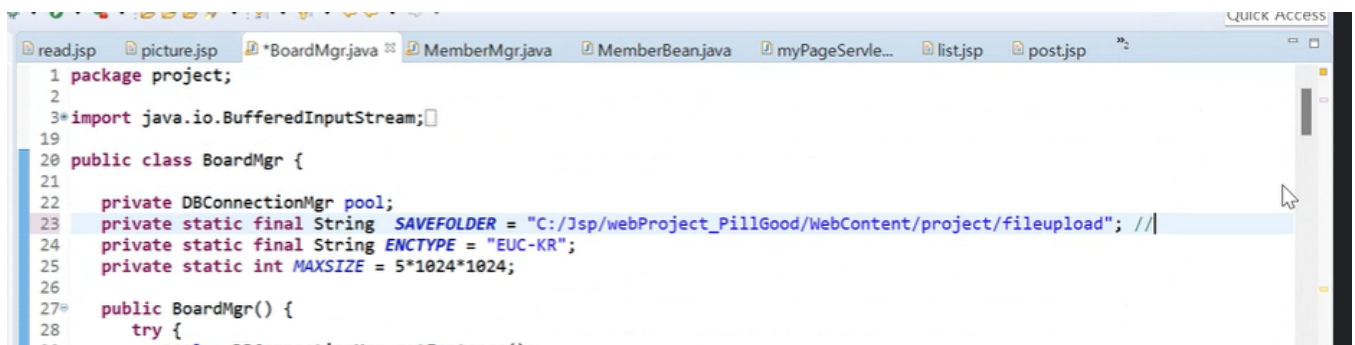 Quick Access
read.jsp picture.jsp *BoardMgr.java MemberMgr.java MemberBean.java myPageServle... list.jsp post.jsp »2
1 package project;
2
3 import java.io.BufferedInputStream;
19
20 public class BoardMgr {
21
22 private DBConnectionMgr pool;
23 private static final String SAVEFOLDER = "C:/Jsp/webProject_PillGood/WebContent/project/fileupload"; //
24 private static final String ENCTYPE = "EUC-KR";
25 private static int MAXSIZE = 5*1024*1024;
26
27 public BoardMgr() {
28 try {